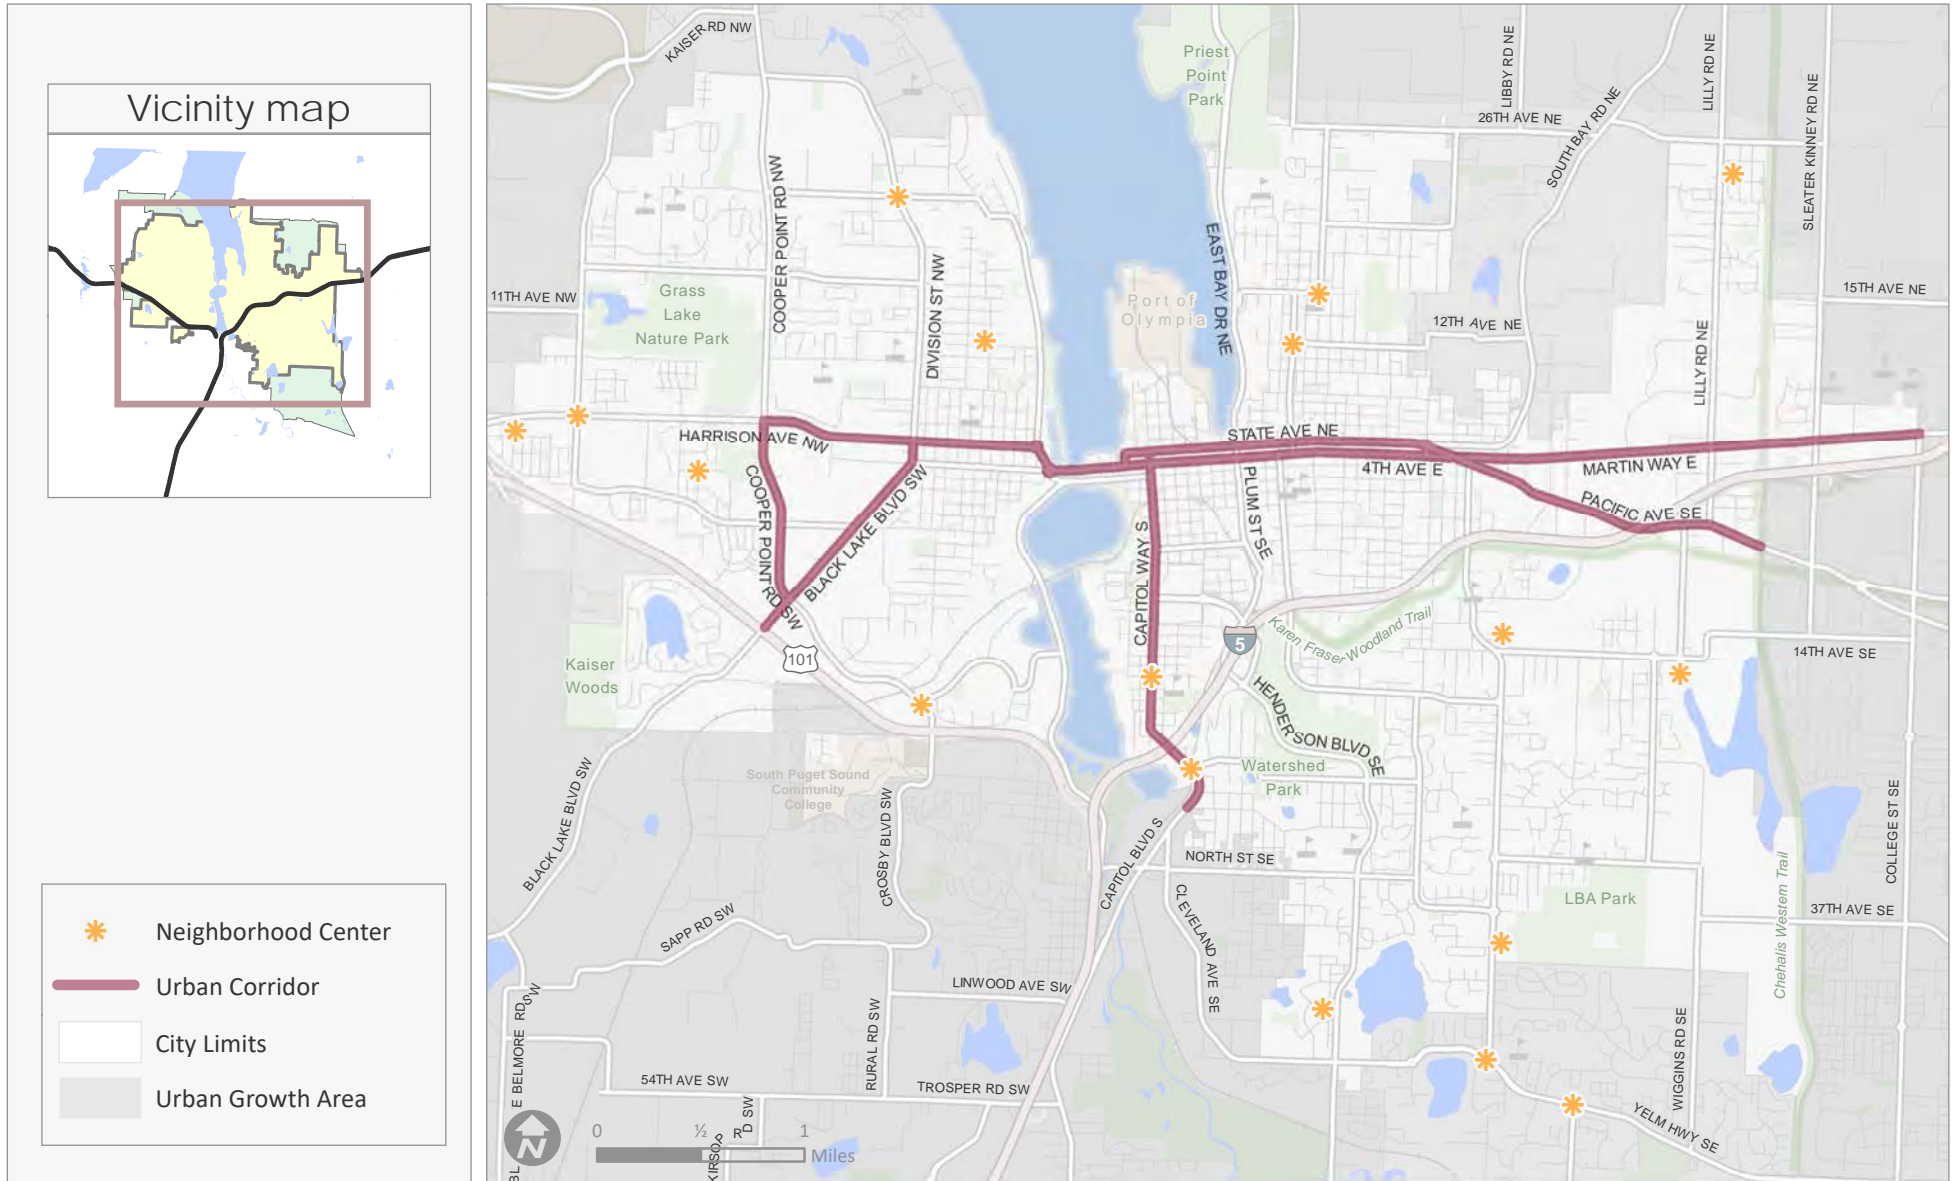 Vicinity map
Neighborhood Center
Urban Corridor
City Limits
Urban Growth Area
KAISER RD NW
Priest
Point
Park
LIBBY RD NE
LILLY RD NE
SLEATER KINNEY RD NE
26TH AVE NE
SOUTH BAY RD NE
COOPER POINT RD NW
EAST BAY DR NE
11TH AVE NW
Grass
Lake
Nature Park
DIVISION ST NW
Port of
Olympia
12TH AVE NE
15TH AVE NE
LILLY RD NE
HARRISON AVE NW
STATE AVE NE
4TH AVE E
MARTIN WAY E
COOPER POINT RD SW
BLACK LAKE BLVD SW
PLUM ST SE
PACIFIC AVE SE
CAPITOL WAY S
Karen Fraser Woodland Trail
5
101
14TH AVE SE
Kaiser
Woods
HENDERSON BLVD SE
Watershed
Park
South Puget Sound
Community
College
BLACK LAKE BLVD SW
CROSBY BLVD SW
CAPITOL BLVD S
NORTH ST SE
COLLEGE ST SE
LBA Park
37TH AVE SE
CLEVELAND AVE SE
Chehalis Western Trail
SAPP RD SW
LINWOOD AVE SW
E BELMORE RD SW
RURAL RD SW
WIGGINS RD SE
54TH AVE SW
TROSPER RD SW
YELM HWY SE
BL
KIRSOP
RD SW
N
0 ½ 1
Miles